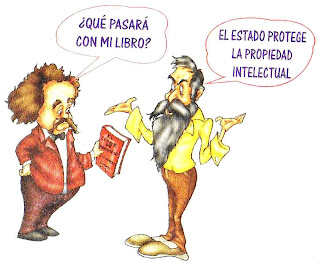 ¿QUÉ PASARÁ
CON MI LIBRO?
EL ESTADO PROTEGE
LA PROPIEDAD
INTELECTUAL